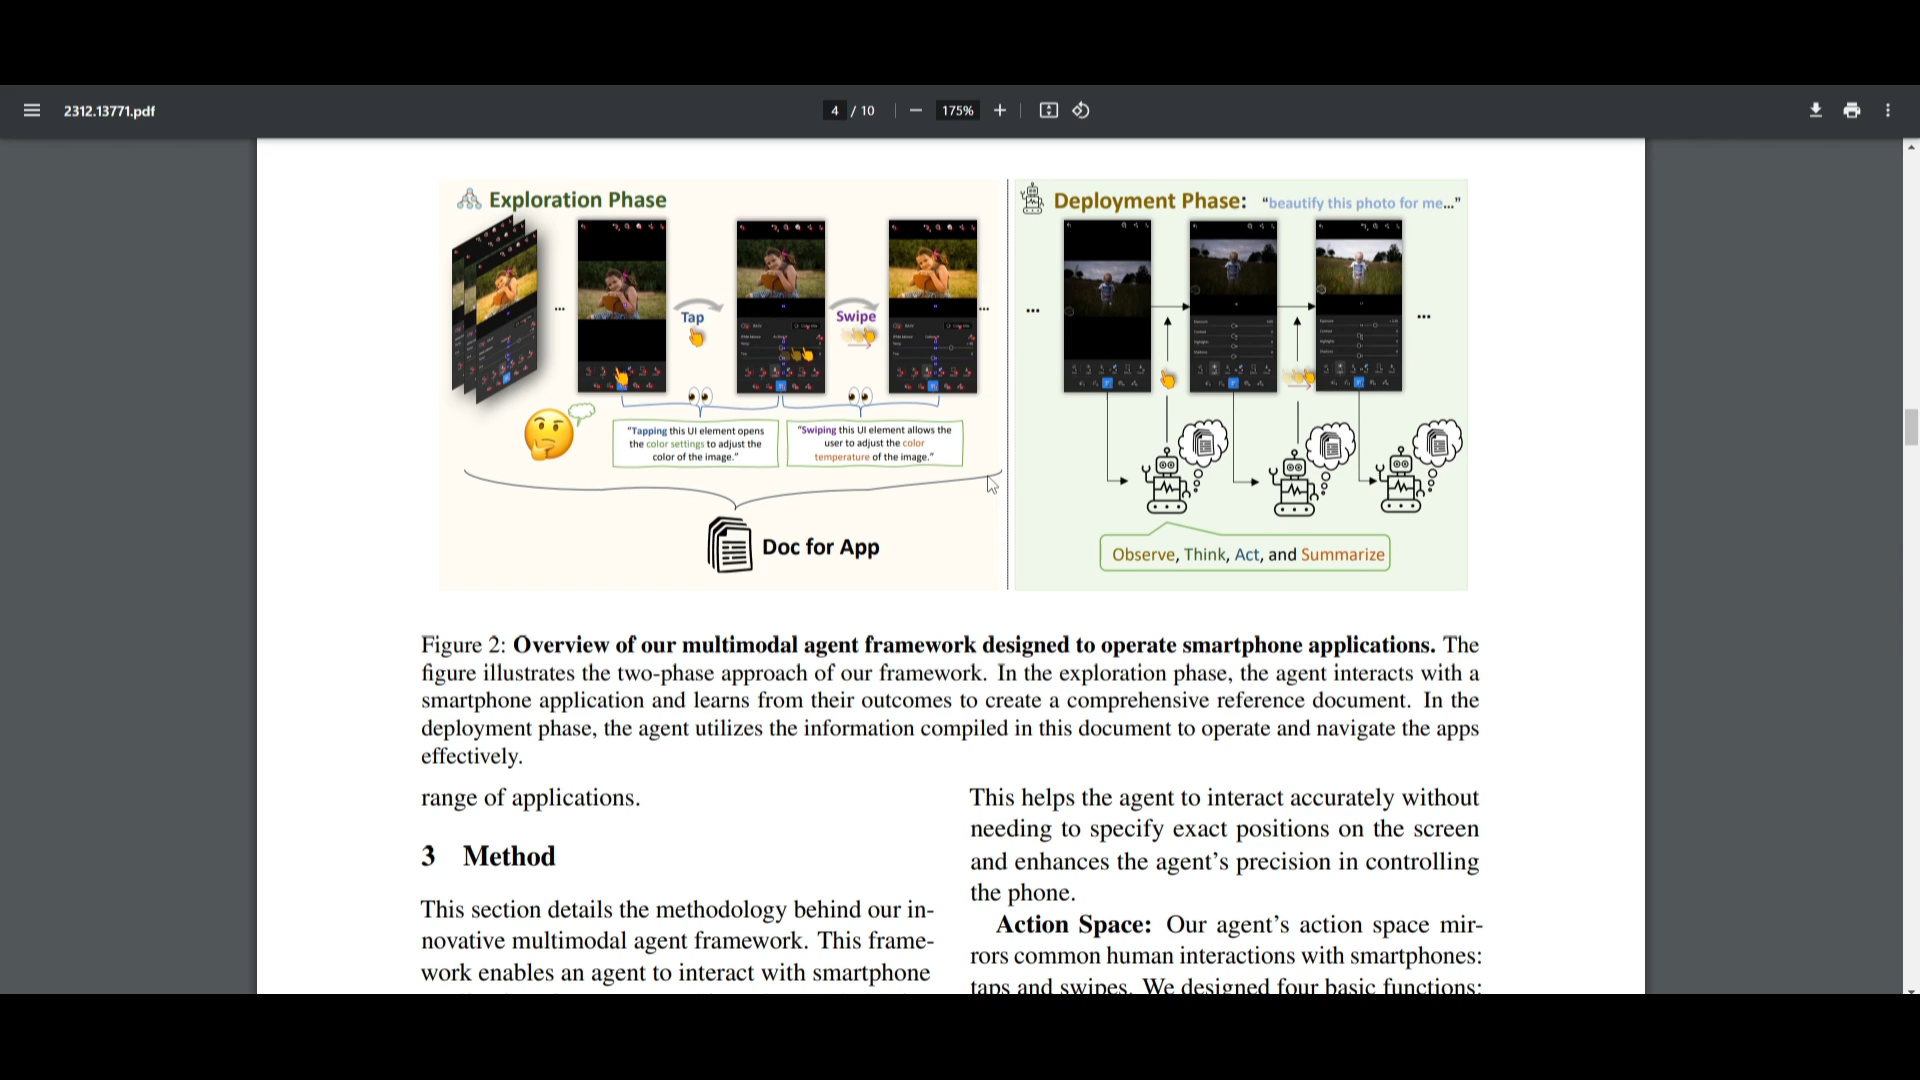 2312.13771.pdf
4 / 10
175%
Exploration Phase
Deployment Phase: "beautify this photo for me..."
...
Tap
Swipe
...
...
...
"Tapping this UI element opens
the color settings to adjust the
color of the image."
"Swiping this UI element allows the
user to adjust the color
temperature of the image."
Doc for App
Observe, Think, Act, and Summarize
Figure 2: Overview of our multimodal agent framework designed to operate smartphone applications. The
figure illustrates the two-phase approach of our framework. In the exploration phase, the agent interacts with a
smartphone application and learns from their outcomes to create a comprehensive reference document. In the
deployment phase, the agent utilizes the information compiled in this document to operate and navigate the apps
effectively.
range of applications.
3 Method
This section details the methodology behind our in-
novative multimodal agent framework. This frame-
work enables an agent to interact with smartphone
This helps the agent to interact accurately without
needing to specify exact positions on the screen
and enhances the agent's precision in controlling
the phone.
Action Space: Our agent's action space mir-
rors common human interactions with smartphones:
taps and swipes. We designed four basic functions: